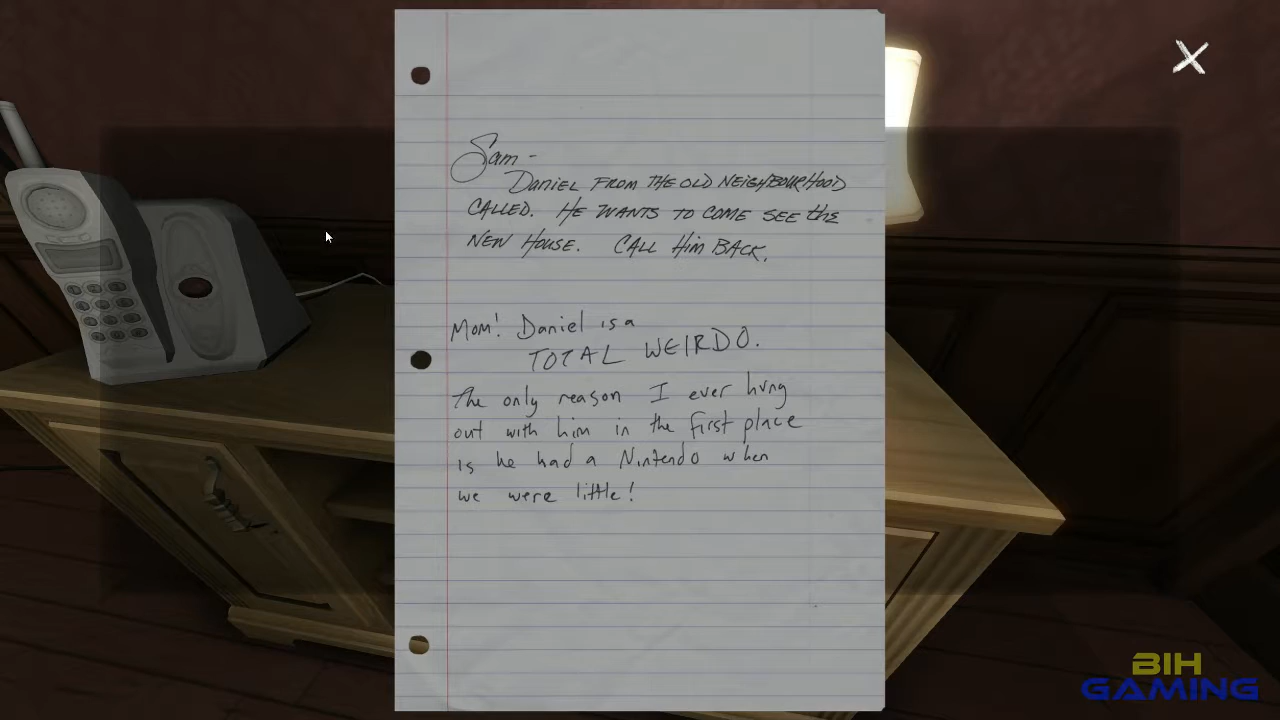 Sam-
DANIEL FROM THE OLD NEIGHBOURHOOD
CALLED. HE WANTS TO COME SEE the
NEW HOUSE. CALL HIM BACK.
Mom! Daniel is a
TOTAL WEIRDO.
The only reason I ever hung
out with him in the first place
is he had a Nintendo when
we were little!
BIH
GAMING